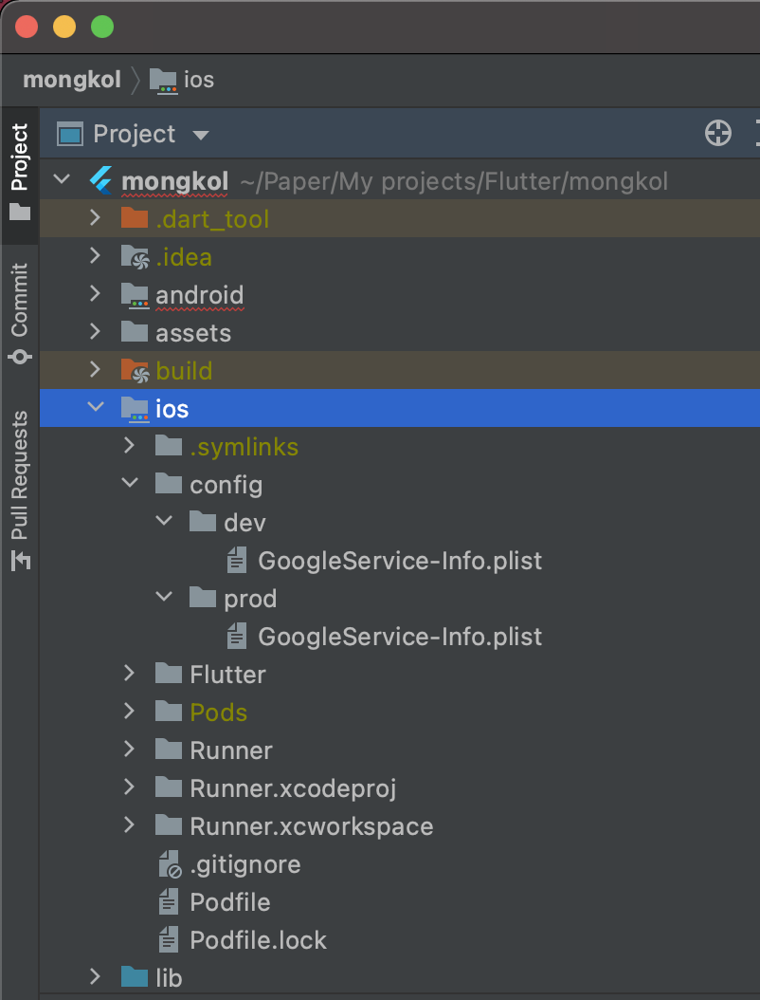 mongkol ios
Project
Project
Commit
Pull Requests
mongkol ~/Paper/My projects/Flutter/mongkol
.dart_tool
.idea
android
assets
build
ios
.symlinks
config
dev
GoogleService-Info.plist
prod
GoogleService-Info.plist
Flutter
Pods
Runner
Runner.xcodeproj
Runner.xcworkspace
.gitignore
Podfile
Podfile.lock
lib